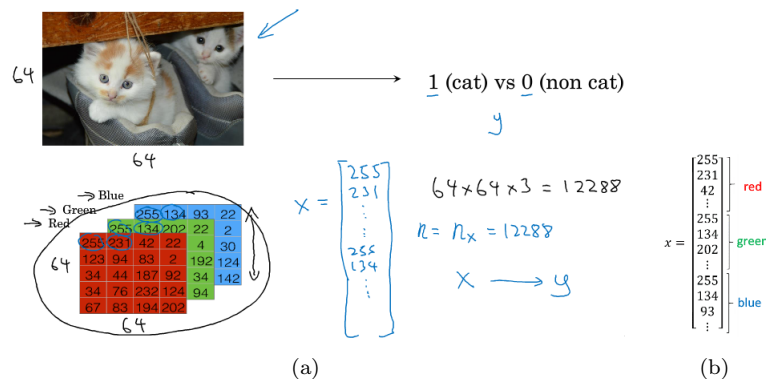 64
64
1 (cat) vs 0 (non cat)
y
→ Blue
→ Green
→ Red
255 134 93 22
255 134 202 22 2
255 231 42 22 4 30
123 94 83 2 192 124
34 44 187 92 34 142
34 76 232 124 94
67 83 194 202
64
64
x =
255
231
⋮
⋮
255
134
⋮
64×64×3 = 12288
n = nₓ = 12288
x ⟶ y
(a)
x =
255
231
42
⋮
255
134
202
⋮
255
134
93
⋮
red
green
blue
(b)